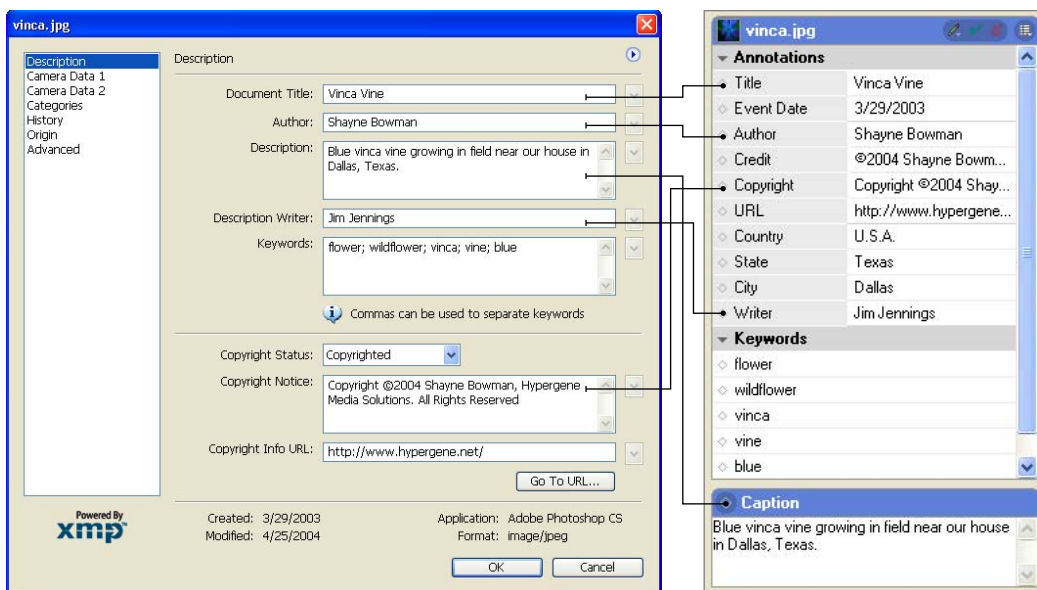 vinca.jpg
Description
Camera Data 1
Camera Data 2
Categories
History
Origin
Advanced
Powered By
xmp
Description
Document Title: Vinca Vine
Author: Shayne Bowman
Description: Blue vinca vine growing in field near our house in
Dallas, Texas.
Description Writer: Jim Jennings
Keywords: flower; wildflower; vinca; vine; blue
Commas can be used to separate keywords
Copyright Status: Copyrighted
Copyright Notice: Copyright ©2004 Shayne Bowman, Hypergene
Media Solutions. All Rights Reserved
Copyright Info URL: http://www.hypergene.net/
Go To URL...
Created: 3/29/2003 Application: Adobe Photoshop CS
Modified: 4/25/2004 Format: image/jpeg
OK Cancel
vinca.jpg
Annotations
Title Vinca Vine
Event Date 3/29/2003
Author Shayne Bowman
Credit ©2004 Shayne Bowm...
Copyright Copyright ©2004 Shay...
URL http://www.hypergene...
Country U.S.A.
State Texas
City Dallas
Writer Jim Jennings
Keywords
flower
wildflower
vinca
vine
blue
Caption
Blue vinca vine growing in field near our house
in Dallas, Texas.